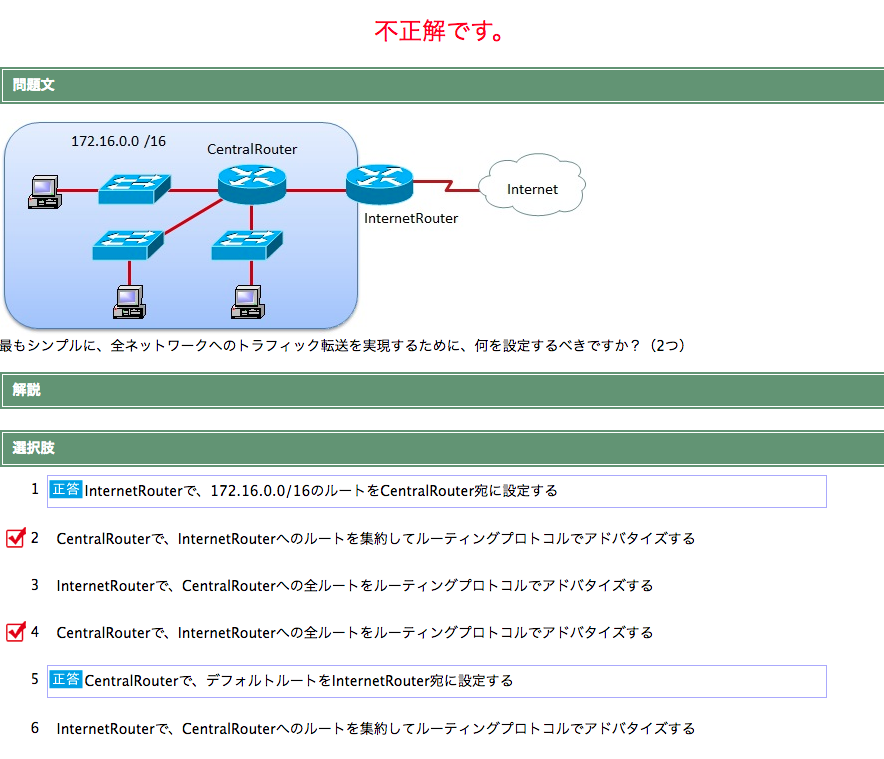 不正解です。
問題文
172.16.0.0 /16
CentralRouter
Internet
InternetRouter
最もシンプルに、全ネットワークへのトラフィック転送を実現するために、何を設定するべきですか？（2つ）
解説
選択肢
1 正答 InternetRouterで、172.16.0.0/16のルートをCentralRouter宛に設定する
2 CentralRouterで、InternetRouterへのルートを集約してルーティングプロトコルでアドバタイズする
3 InternetRouterで、CentralRouterへの全ルートをルーティングプロトコルでアドバタイズする
4 CentralRouterで、InternetRouterへの全ルートをルーティングプロトコルでアドバタイズする
5 正答 CentralRouterで、デフォルトルートをInternetRouter宛に設定する
6 InternetRouterで、CentralRouterへのルートを集約してルーティングプロトコルでアドバタイズする